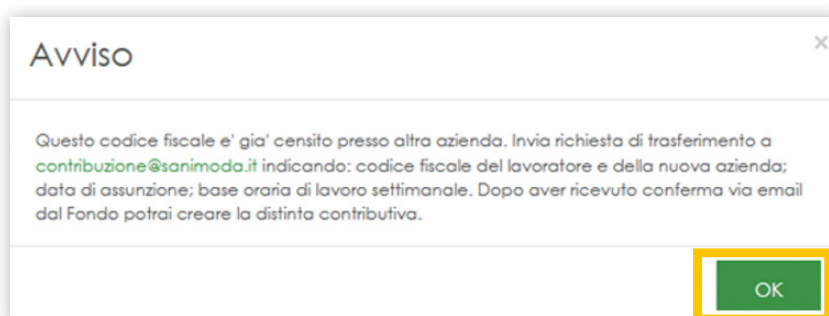 Avviso
×
Questo codice fiscale e' gia' censito presso altra azienda. Invia richiesta di trasferimento a
contribuzione@sanimoda.it indicando: codice fiscale del lavoratore e della nuova azienda;
data di assunzione; base oraria di lavoro settimanale. Dopo aver ricevuto conferma via email
dal Fondo potrai creare la distinta contributiva.
OK